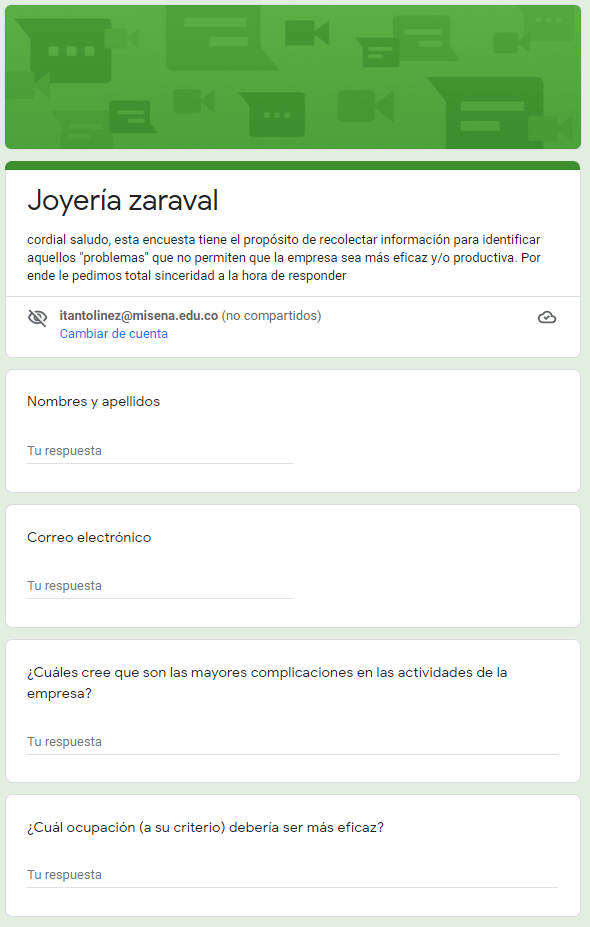 Joyería zaraval
cordial saludo, esta encuesta tiene el propósito de recolectar información para identificar
aquellos "problemas" que no permiten que la empresa sea más eficaz y/o productiva. Por
ende le pedimos total sinceridad a la hora de responder
itantolinez@misena.edu.co (no compartidos)
Cambiar de cuenta
Nombres y apellidos
Tu respuesta
Correo electrónico
Tu respuesta
¿Cuáles cree que son las mayores complicaciones en las actividades de la
empresa?
Tu respuesta
¿Cuál ocupación (a su criterio) debería ser más eficaz?
Tu respuesta